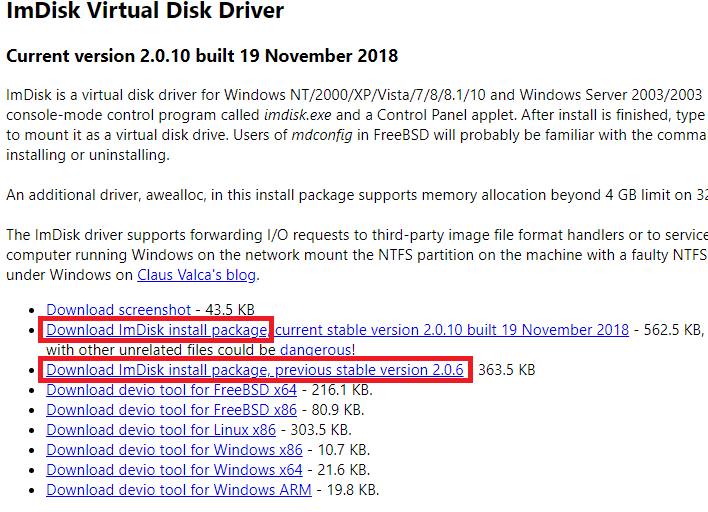 ImDisk Virtual Disk Driver
Current version 2.0.10 built 19 November 2018
ImDisk is a virtual disk driver for Windows NT/2000/XP/Vista/7/8/8.1/10 and Windows Server 2003/2003
console-mode control program called imdisk.exe and a Control Panel applet. After install is finished, type
to mount it as a virtual disk drive. Users of mdconfig in FreeBSD will probably be familiar with the comma
installing or uninstalling.
An additional driver, awealloc, in this install package supports memory allocation beyond 4 GB limit on 32
The ImDisk driver supports forwarding I/O requests to third-party image file format handlers or to service
computer running Windows on the network mount the NTFS partition on the machine with a faulty NTFS
under Windows on Claus Valca's blog.
• Download screenshot - 43.5 KB
• Download ImDisk install package, current stable version 2.0.10 built 19 November 2018 - 562.5 KB,
with other unrelated files could be dangerous!
• Download ImDisk install package, previous stable version 2.0.6 363.5 KB
• Download devio tool for FreeBSD x64 - 216.1 KB.
• Download devio tool for FreeBSD x86 - 80.9 KB.
• Download devio tool for Linux x86 - 303.5 KB.
• Download devio tool for Windows x86 - 10.7 KB.
• Download devio tool for Windows x64 - 21.6 KB.
• Download devio tool for Windows ARM - 19.8 KB.